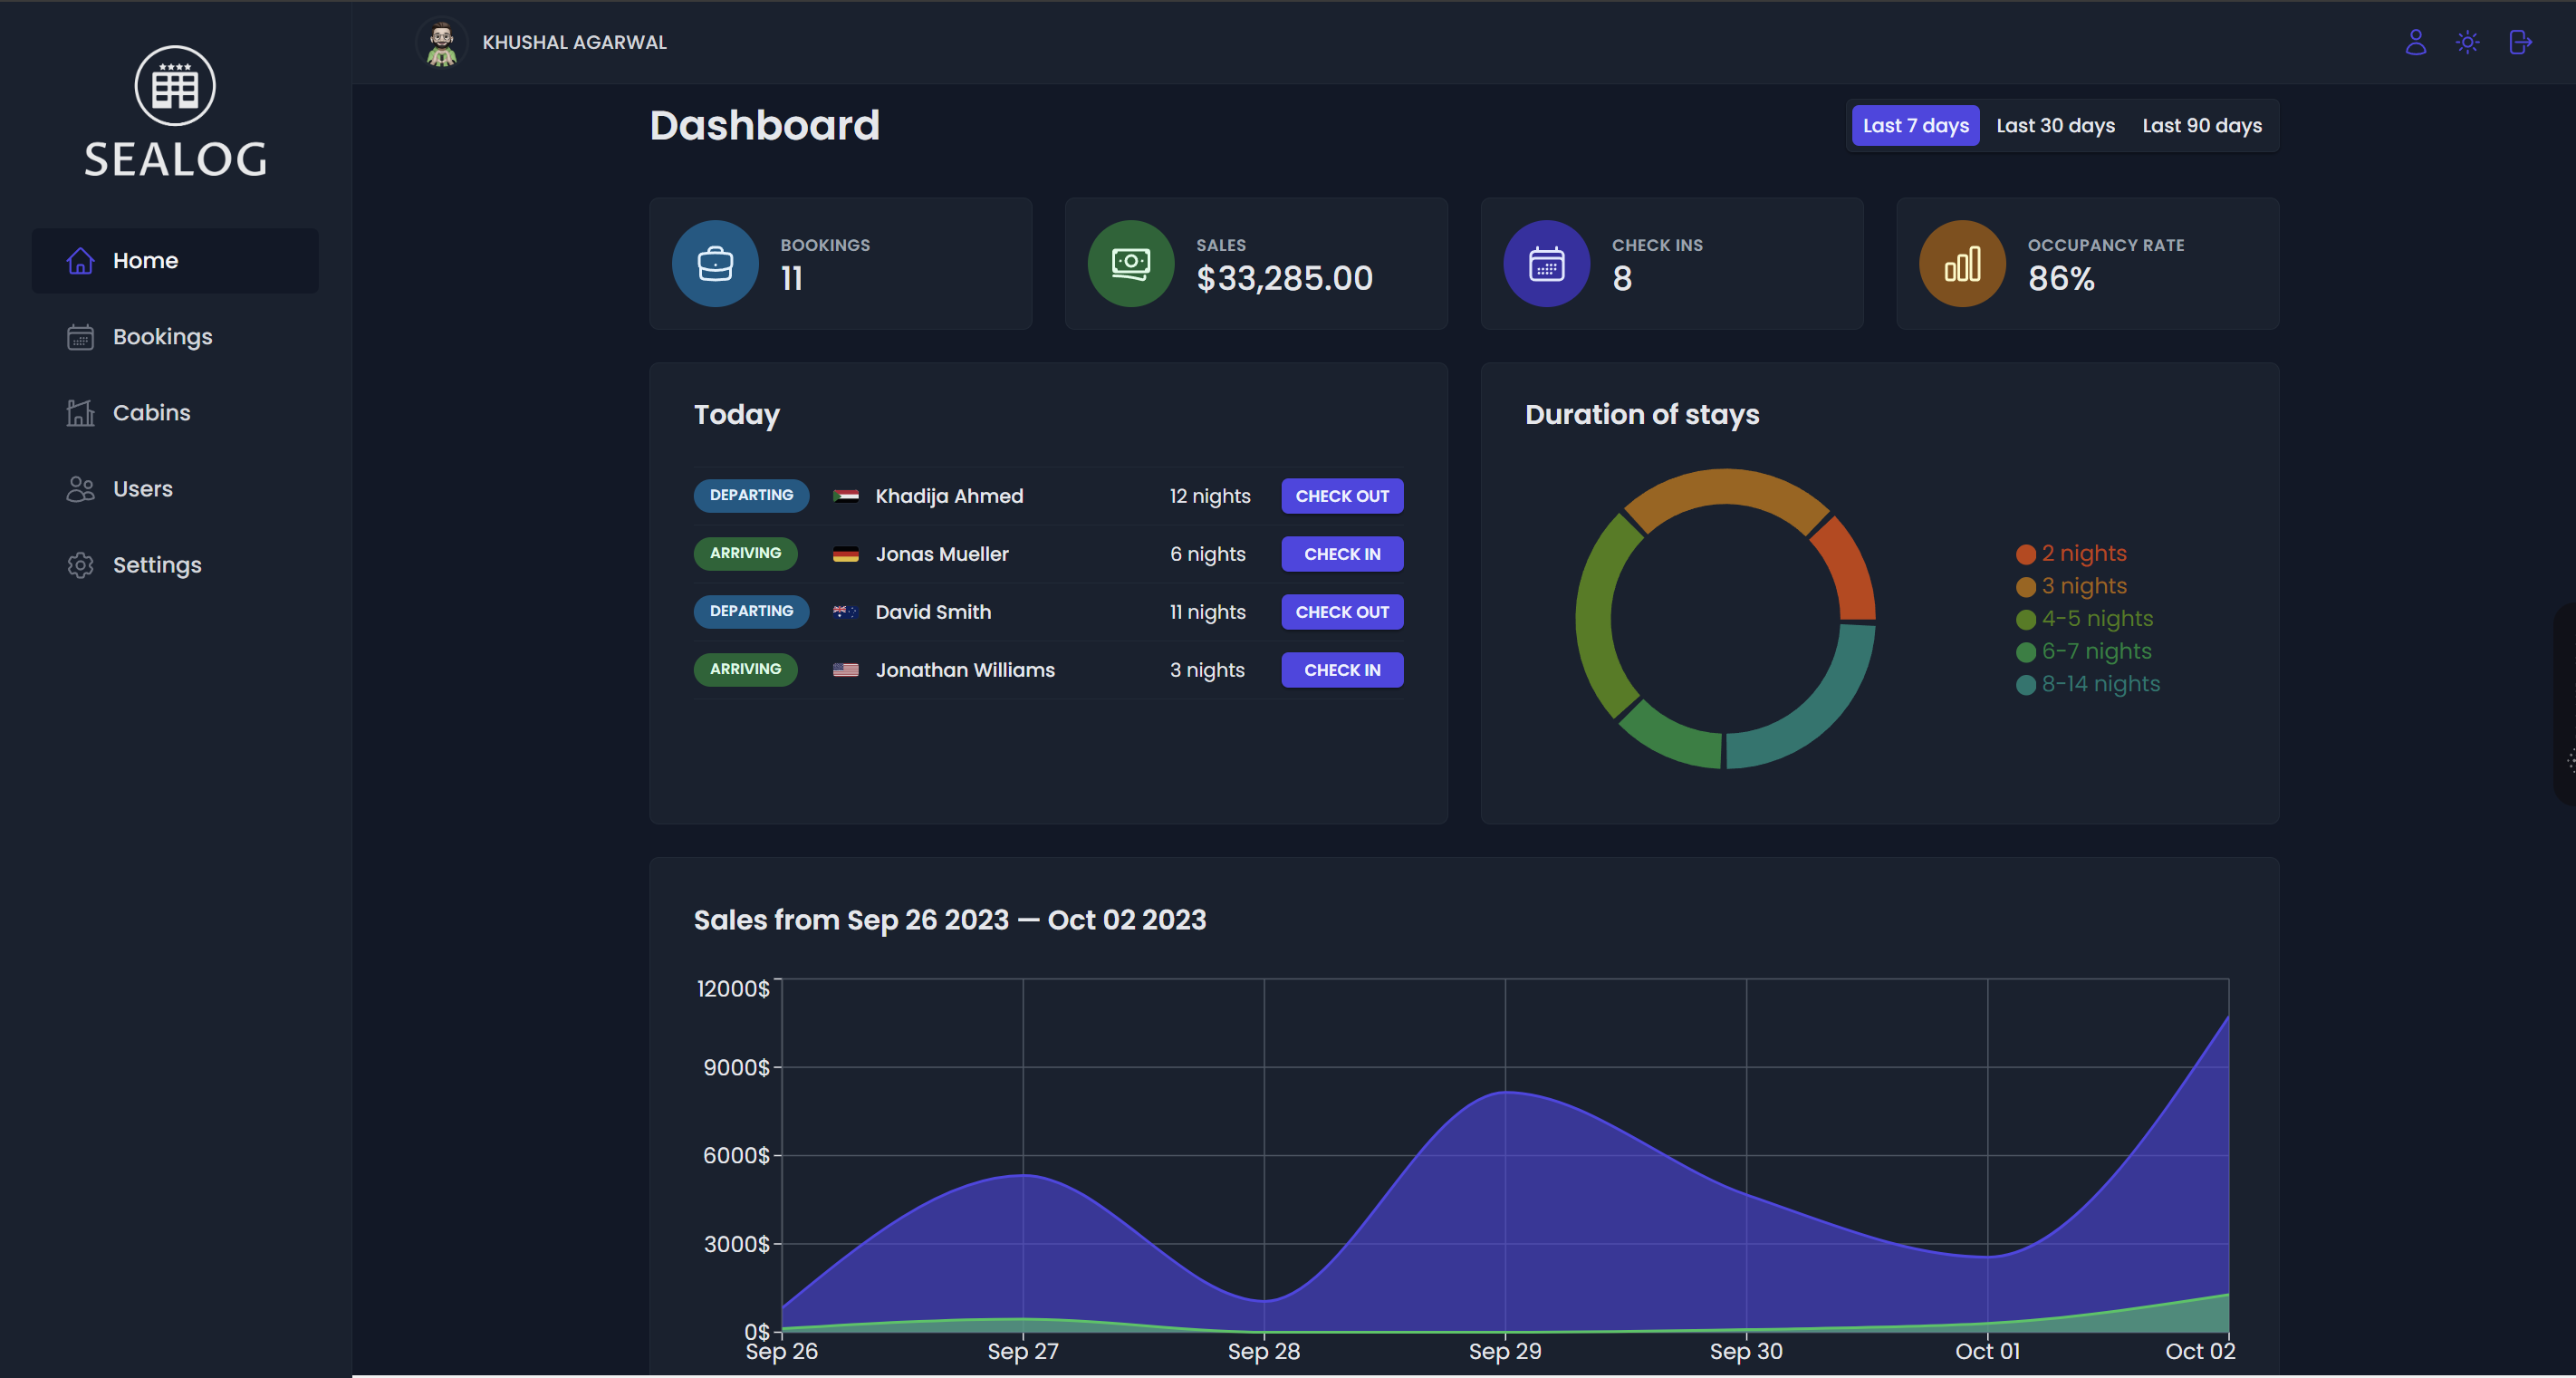 SEALOG
Home
Bookings
Cabins
Users
Settings
KHUSHAL AGARWAL
Dashboard
Last 7 days Last 30 days Last 90 days
BOOKINGS
11
SALES
$33,285.00
CHECK INS
8
OCCUPANCY RATE
86%
Today
DEPARTING Khadija Ahmed 12 nights CHECK OUT
ARRIVING Jonas Mueller 6 nights CHECK IN
DEPARTING David Smith 11 nights CHECK OUT
ARRIVING Jonathan Williams 3 nights CHECK IN
Duration of stays
2 nights
3 nights
4-5 nights
6-7 nights
8-14 nights
Sales from Sep 26 2023 — Oct 02 2023
12000$
9000$
6000$
3000$
0$
Sep 26 Sep 27 Sep 28 Sep 29 Sep 30 Oct 01 Oct 02